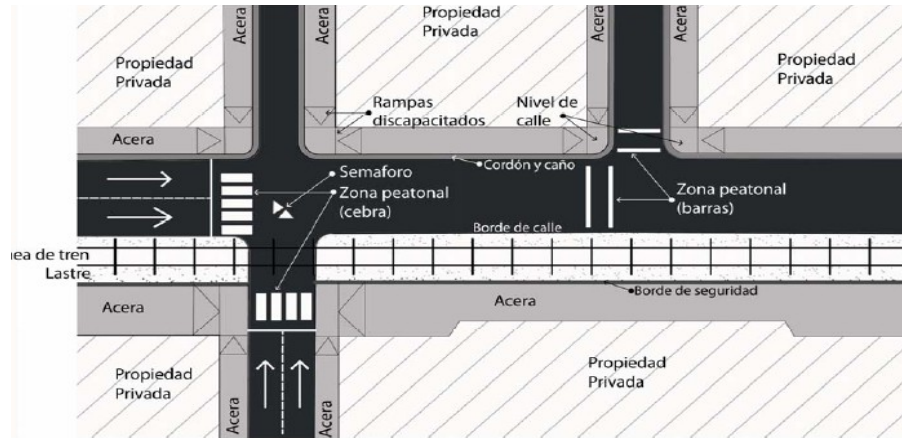 Acera
Acera
Acera
Acera
Propiedad
Privada
Propiedad
Privada
Propiedad
Privada
Rampas
discapacitados
Nivel de
calle
Acera
Cordón y caño
Semaforo
Zona peatonal
(cebra)
Zona peatonal
(barras)
Borde de calle
ea de tren
Lastre
Borde de seguridad
Acera
Acera
Propiedad
Privada
Propiedad
Privada
Acera
Acera